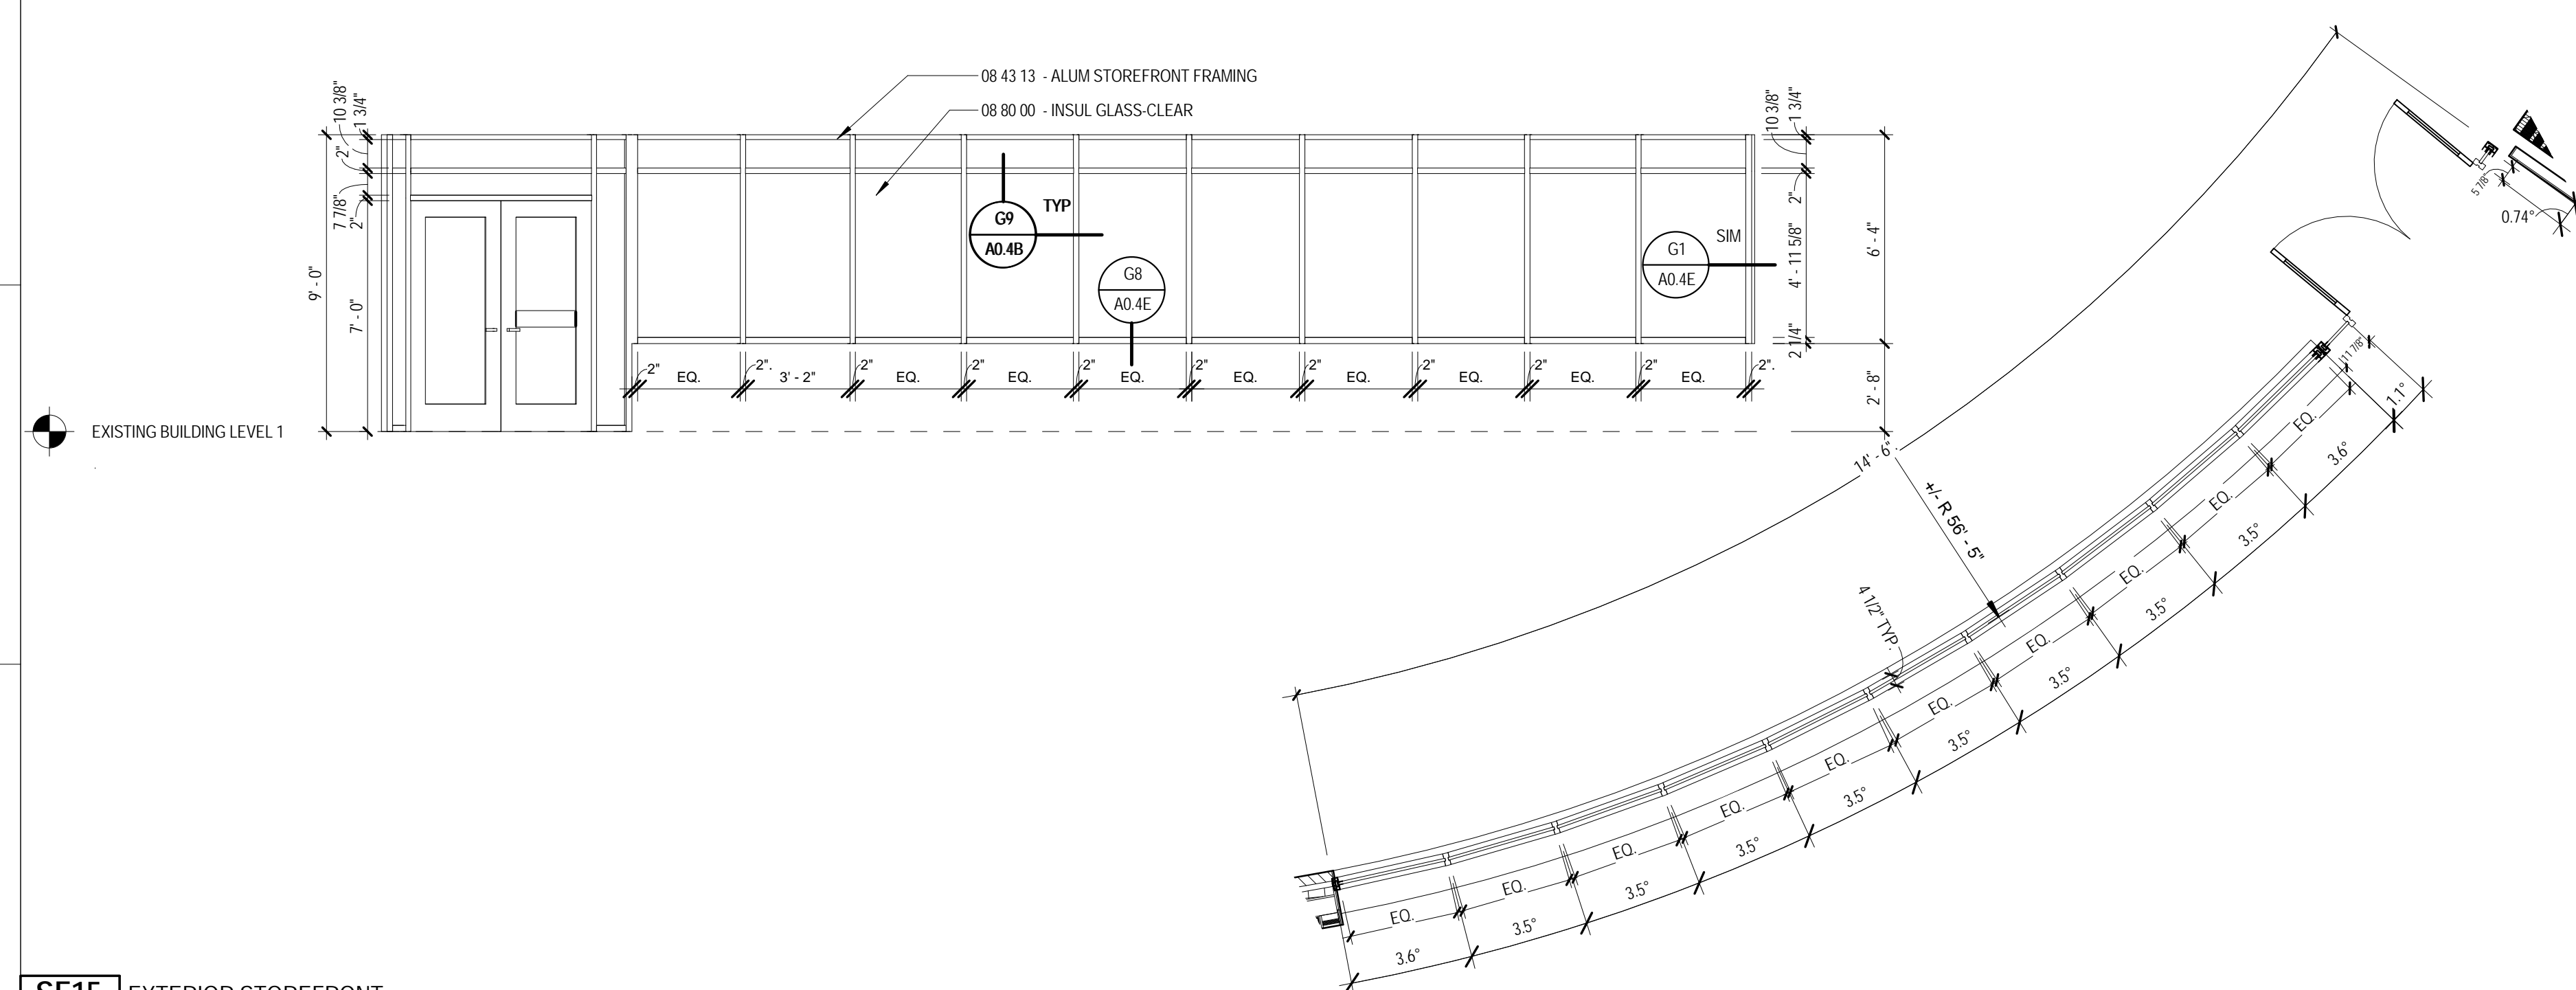 08 43 13 - ALUM STOREFRONT FRAMING
08 80 00 - INSUL GLASS-CLEAR
10 3/8"
1 3/4"
2"
7 7/8"
2"
9' - 0"
7' - 0"
EXISTING BUILDING LEVEL 1
G9
A0.4B
TYP
G8
A0.4E
G1
A0.4E
SIM
10 3/8"
1 3/4"
2"
4' - 11 5/8"
2 1/4"
6' - 4"
2' - 8"
2"
EQ.
2".
3' - 2"
2"
EQ.
2"
EQ.
2"
EQ.
2"
EQ.
2"
EQ.
2"
EQ.
2"
EQ.
2"
EQ.
2".
14' - 6".
+/- R 56' - 5"
4 1/2" TYP.
5 7/8"
0.74°
11 7/8"
1.1°
EQ.
EQ.
EQ.
EQ.
EQ.
EQ.
EQ.
EQ.
EQ.
EQ.
3.6°
3.5°
3.5°
3.5°
3.5°
3.5°
3.5°
3.5°
3.5°
3.6°
EXTERIOR STOREFRONT